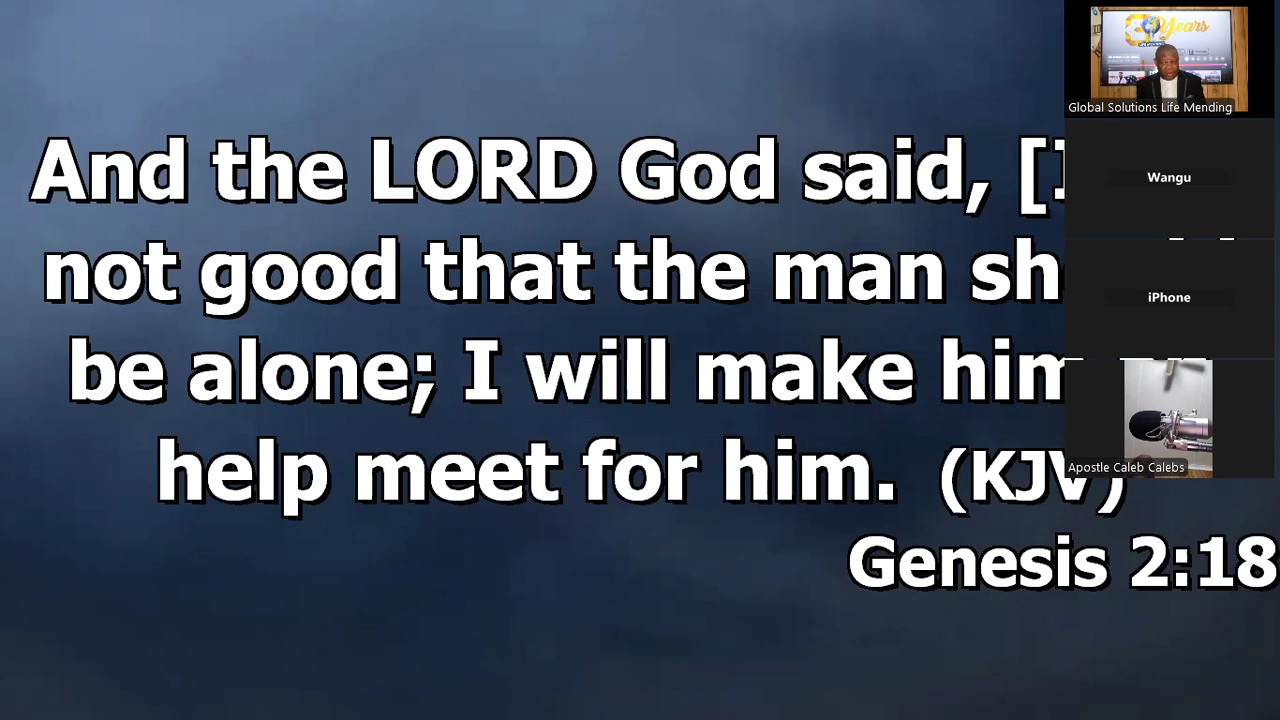 And the LORD God said, [I
not good that the man sh
be alone; I will make him
help meet for him. (KJV)
Genesis 2:18
Years
Global Solutions Life Mending
Wangu
iPhone
Apostle Caleb Calebs